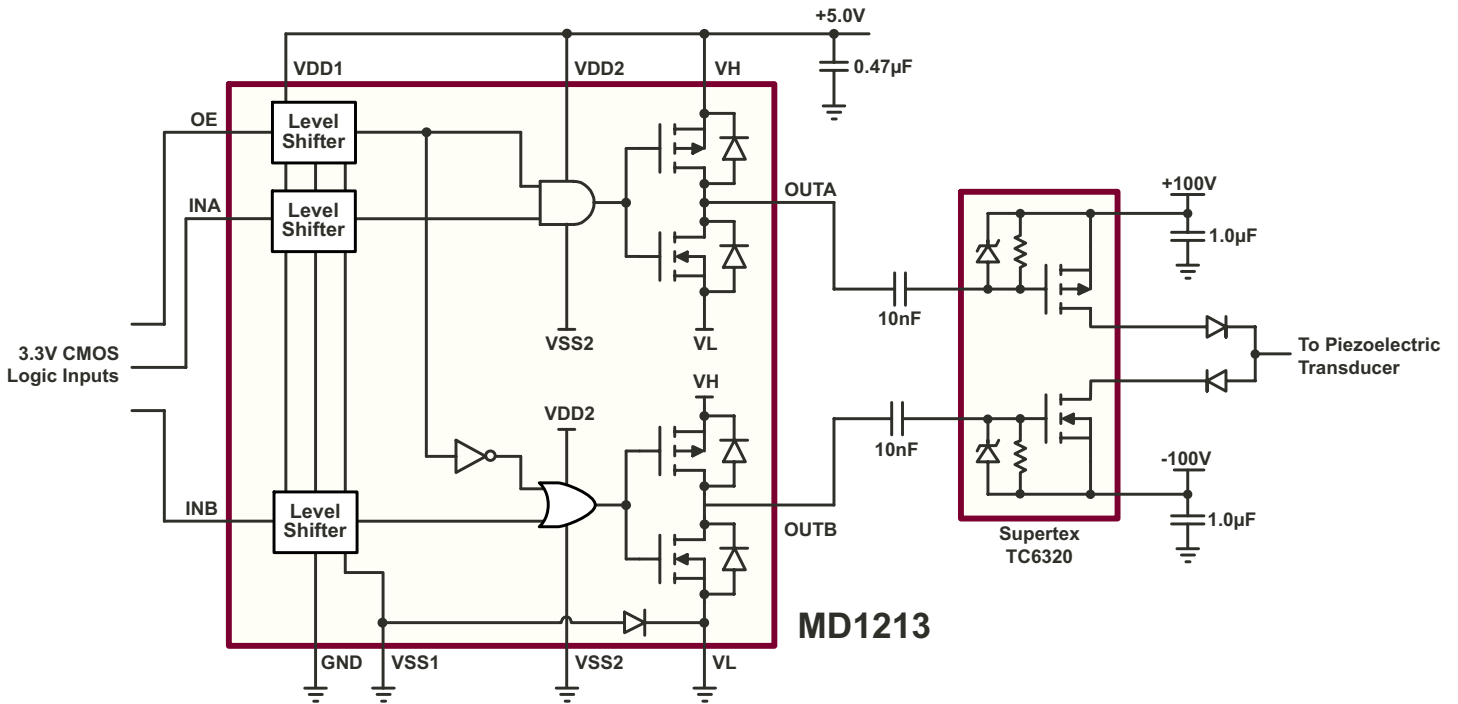 +5.0V
VDD1
VDD2
VH
0.47µF
OE
Level
Shifter
INA
Level
Shifter
OUTA
+100V
1.0µF
10nF
VSS2
VL
3.3V CMOS
Logic Inputs
To Piezoelectric
Transducer
VH
VDD2
10nF
-100V
INB
Level
Shifter
OUTB
1.0µF
Supertex
TC6320
MD1213
GND
VSS1
VSS2
VL